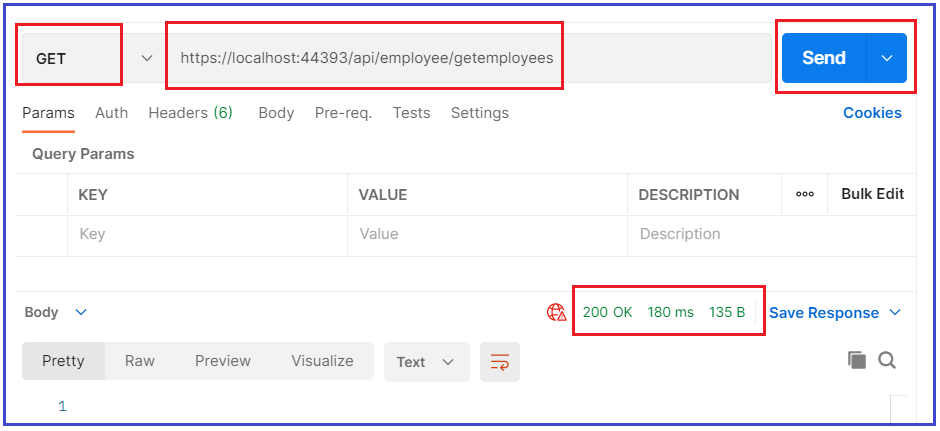 GET https://localhost:44393/api/employee/getemployees Send
Params Auth Headers (6) Body Pre-req. Tests Settings Cookies
Query Params
KEY VALUE DESCRIPTION ooo Bulk Edit
Key Value Description
Body 200 OK 180 ms 135 B Save Response
Pretty Raw Preview Visualize Text
1